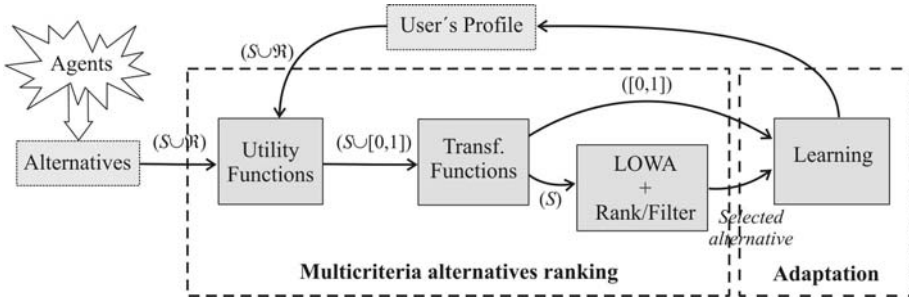 User´s Profile
Agents
(S∪ℜ)
([0,1])
Alternatives
(S∪ℜ)
Utility
Functions
(S∪[0,1])
Transf.
Functions
(S)
LOWA
+
Rank/Filter
Learning
Selected
alternative
Multicriteria alternatives ranking
Adaptation